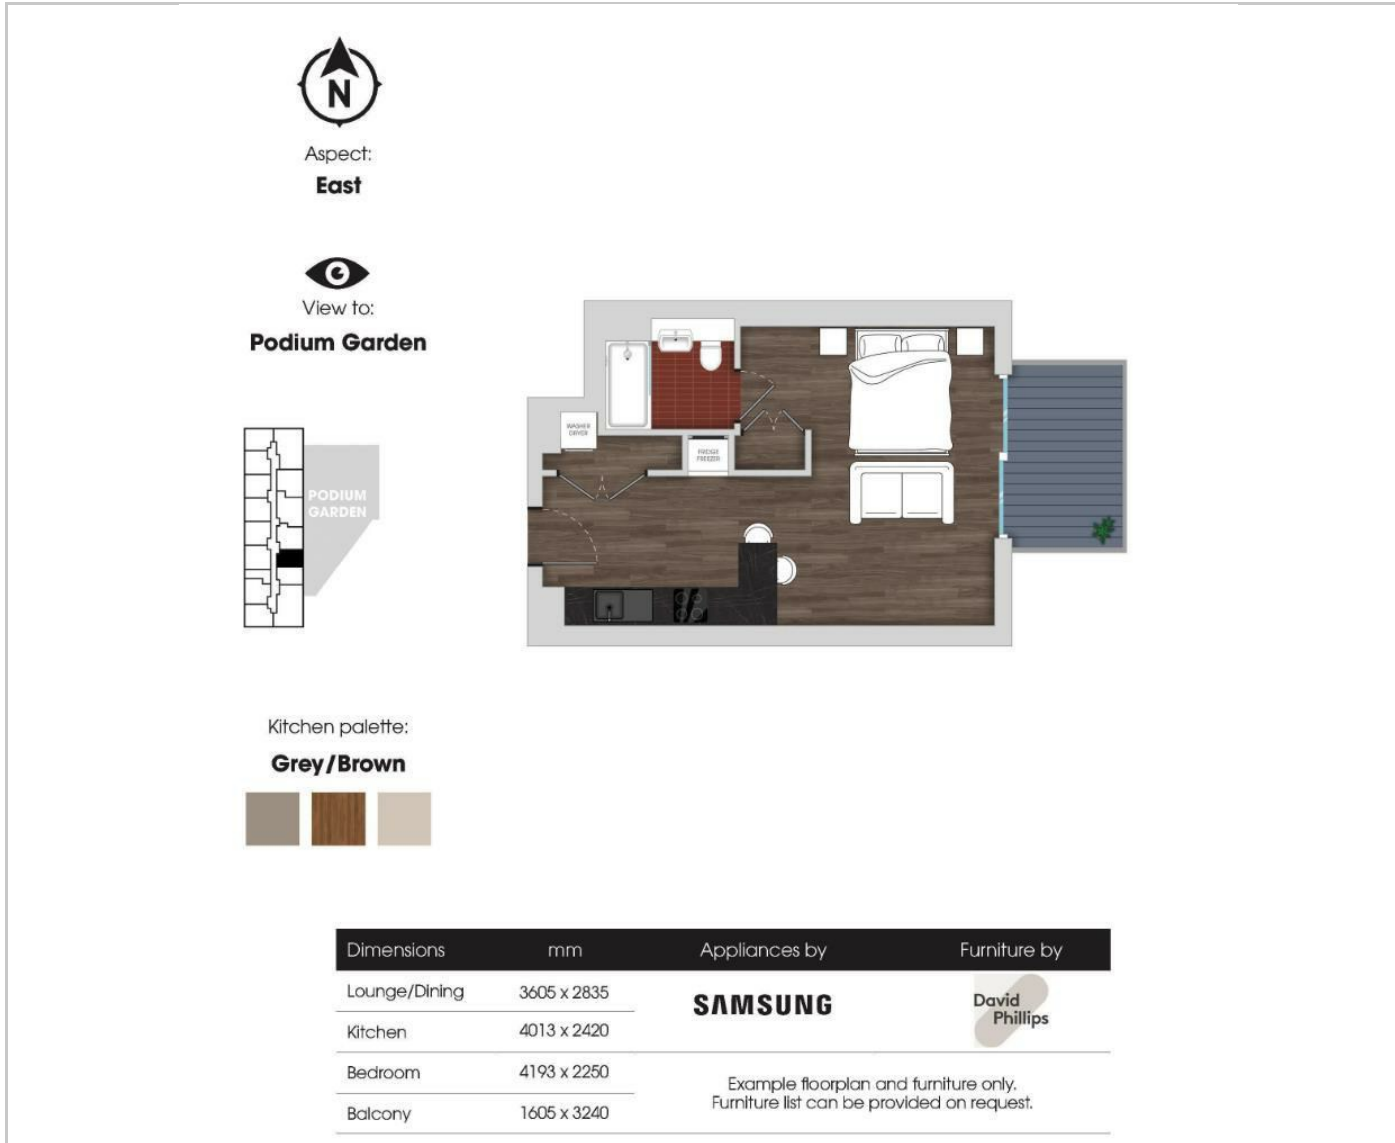 N
Aspect:
East
View to:
Podium Garden
PODIUM
GARDEN
WASHER
DRYER
FRIDGE
FREEZER
Kitchen palette:
Grey/Brown
Dimensions mm Appliances by Furniture by
Lounge/Dining 3605 x 2835
SAMSUNG
David
Phillips
Kitchen 4013 x 2420
Bedroom 4193 x 2250
Balcony 1605 x 3240
Example floorplan and furniture only.
Furniture list can be provided on request.